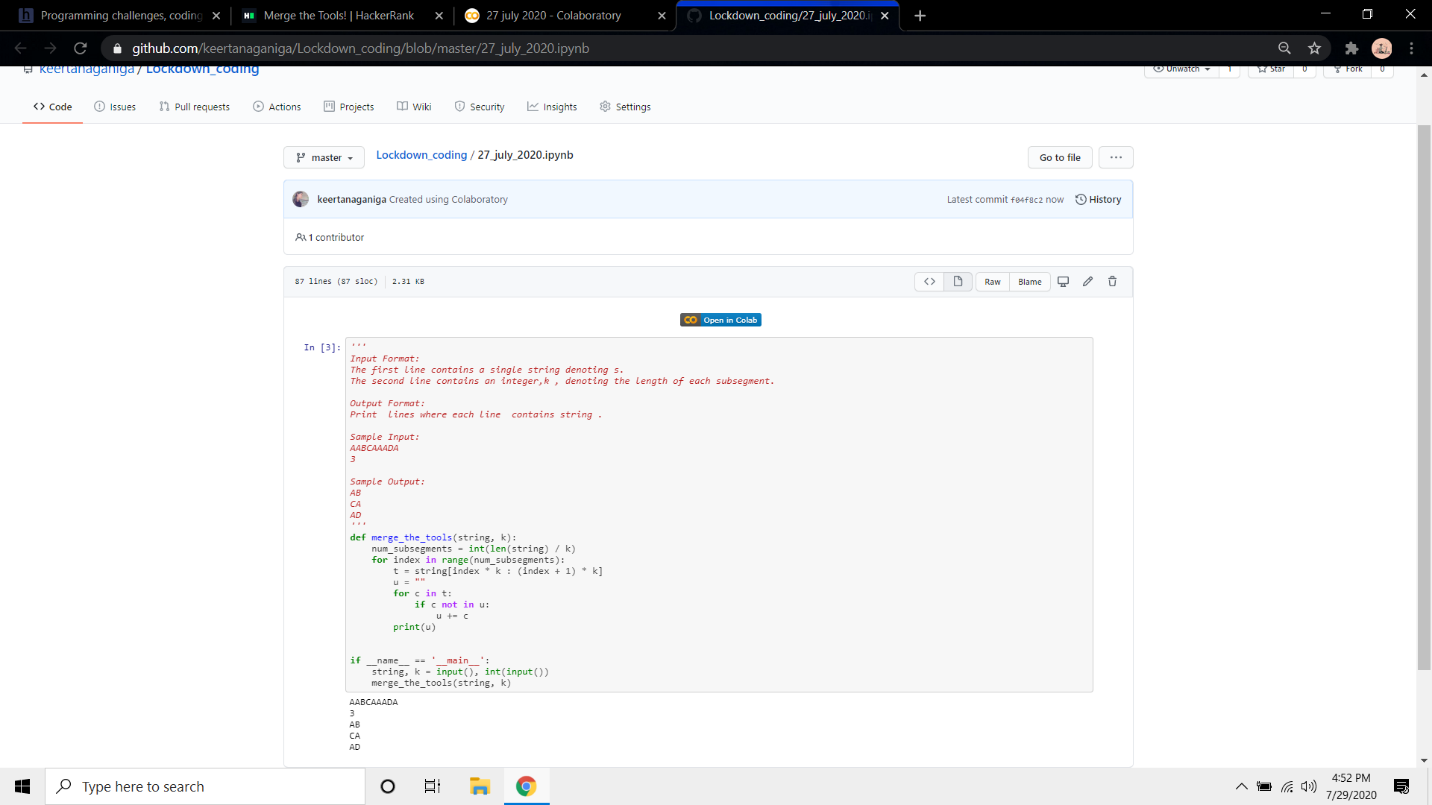 Programming challenges, coding
Merge the Tools! | HackerRank
27 july 2020 - Colaboratory
Lockdown_coding/27_july_2020.i
github.com/keertanaganiga/Lockdown_coding/blob/master/27_july_2020.ipynb
keertanaganiga / Lockdown_coding
Unwatch 1 Star 0 Fork 0
Code Issues Pull requests Actions Projects Wiki Security Insights Settings
master Lockdown_coding / 27_july_2020.ipynb Go to file ...
keertanaganiga Created using Colaboratory Latest commit f04f8c2 now History
1 contributor
87 lines (87 sloc) 2.31 KB <> Raw Blame
Open in Colab
In [3]: '''
Input Format:
The first line contains a single string denoting s.
The second line contains an integer,k , denoting the length of each subsegment.
Output Format:
Print  lines where each line  contains string .
Sample Input:
AABCAAADA
3
Sample Output:
AB
CA
AD
'''
def merge_the_tools(string, k):
    num_subsegments = int(len(string) / k)
    for index in range(num_subsegments):
        t = string[index * k : (index + 1) * k]
        u = ""
        for c in t:
            if c not in u:
                u += c
        print(u)
if __name__ == '__main__':
    string, k = input(), int(input())
    merge_the_tools(string, k)
AABCAAADA
3
AB
CA
AD
Type here to search
4:52 PM
7/29/2020